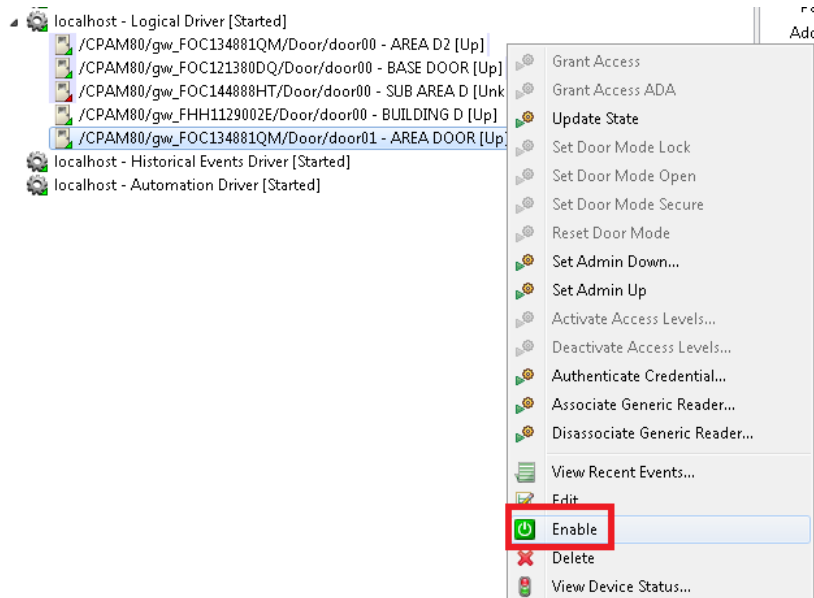 localhost - Logical Driver [Started]
/CPAM80/gw_FOC134881QM/Door/door00 - AREA D2 [Up]
/CPAM80/gw_FOC121380DQ/Door/door00 - BASE DOOR [Up]
/CPAM80/gw_FOC144888HT/Door/door00 - SUB AREA D [Unk
/CPAM80/gw_FHH1129002E/Door/door00 - BUILDING D [Up]
/CPAM80/gw_FOC134881QM/Door/door01 - AREA DOOR [Up
localhost - Historical Events Driver [Started]
localhost - Automation Driver [Started]
Add
Grant Access
Grant Access ADA
Update State
Set Door Mode Lock
Set Door Mode Open
Set Door Mode Secure
Reset Door Mode
Set Admin Down...
Set Admin Up
Activate Access Levels...
Deactivate Access Levels...
Authenticate Credential...
Associate Generic Reader...
Disassociate Generic Reader...
View Recent Events...
Edit
Enable
Delete
View Device Status...